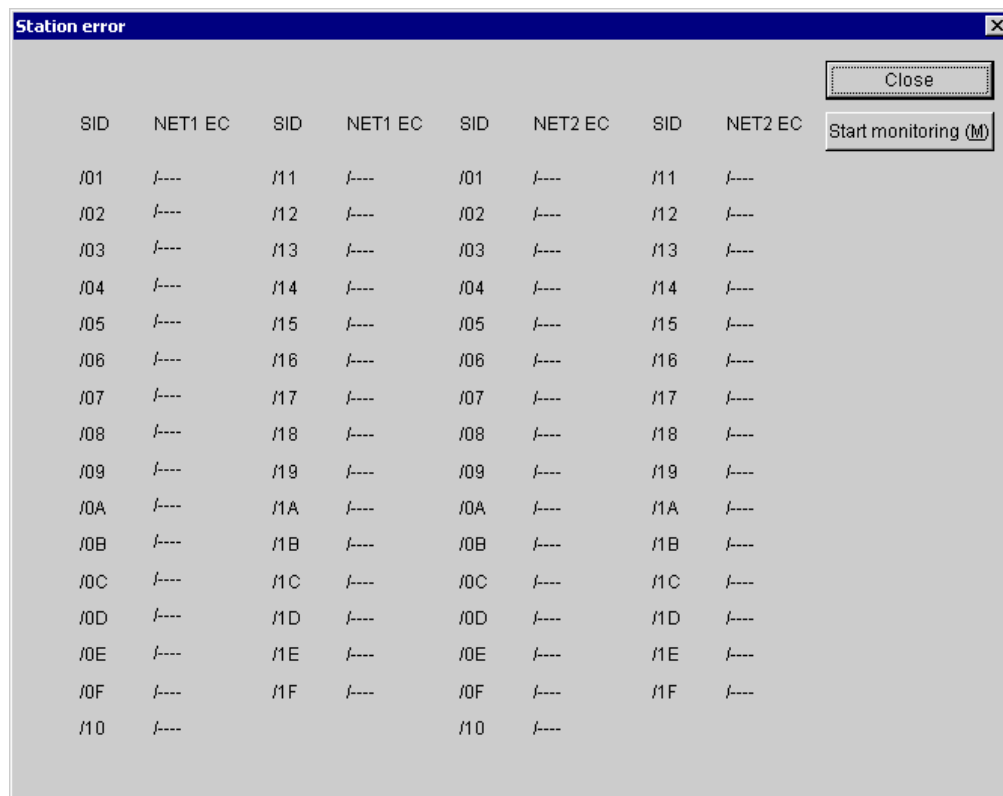 Station error
Close
SID NET1 EC SID NET1 EC SID NET2 EC SID NET2 EC
Start monitoring (M)
/01 /---- /11 /---- /01 /---- /11 /----
/02 /---- /12 /---- /02 /---- /12 /----
/03 /---- /13 /---- /03 /---- /13 /----
/04 /---- /14 /---- /04 /---- /14 /----
/05 /---- /15 /---- /05 /---- /15 /----
/06 /---- /16 /---- /06 /---- /16 /----
/07 /---- /17 /---- /07 /---- /17 /----
/08 /---- /18 /---- /08 /---- /18 /----
/09 /---- /19 /---- /09 /---- /19 /----
/0A /---- /1A /---- /0A /---- /1A /----
/0B /---- /1B /---- /0B /---- /1B /----
/0C /---- /1C /---- /0C /---- /1C /----
/0D /---- /1D /---- /0D /---- /1D /----
/0E /---- /1E /---- /0E /---- /1E /----
/0F /---- /1F /---- /0F /---- /1F /----
/10 /---- /10 /----